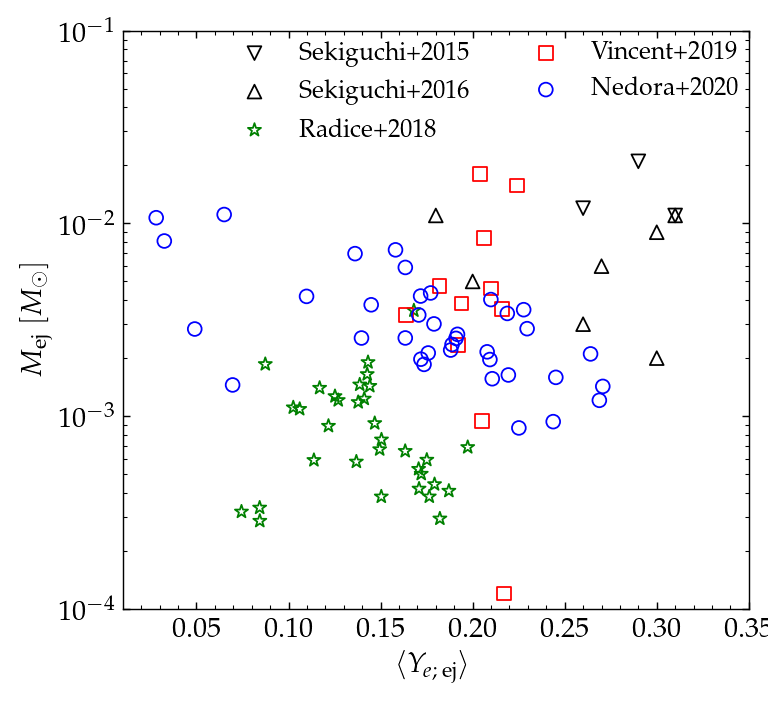 Sekiguchi+2015
Sekiguchi+2016
Radice+2018
Vincent+2019
Nedora+2020
10⁻¹
10⁻²
10⁻³
10⁻⁴
M_ej [M_⊙]
0.05 0.10 0.15 0.20 0.25 0.30 0.35
⟨Y_e; ej⟩